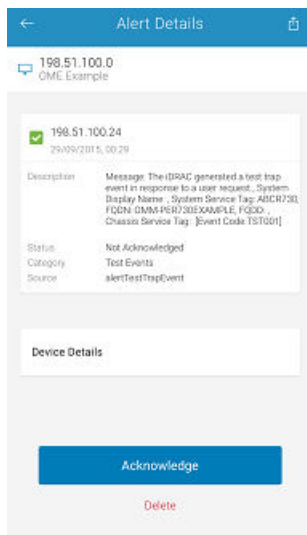 Alert Details
198.51.100.0
OME Example
198.51.100.24
29/09/2015, 00:29
Description
Message: The iDRAC generated a test trap
event in response to a user request., System
Display Name: , System Service Tag: ABCR730,
FQDN: OMM-PER730EXAMPLE, FQDD: ,
Chassis Service Tag: [Event Code:TST001]
Status Not Acknowledged
Category Test Events
Source alertTestTrapEvent
Device Details
Acknowledge
Delete